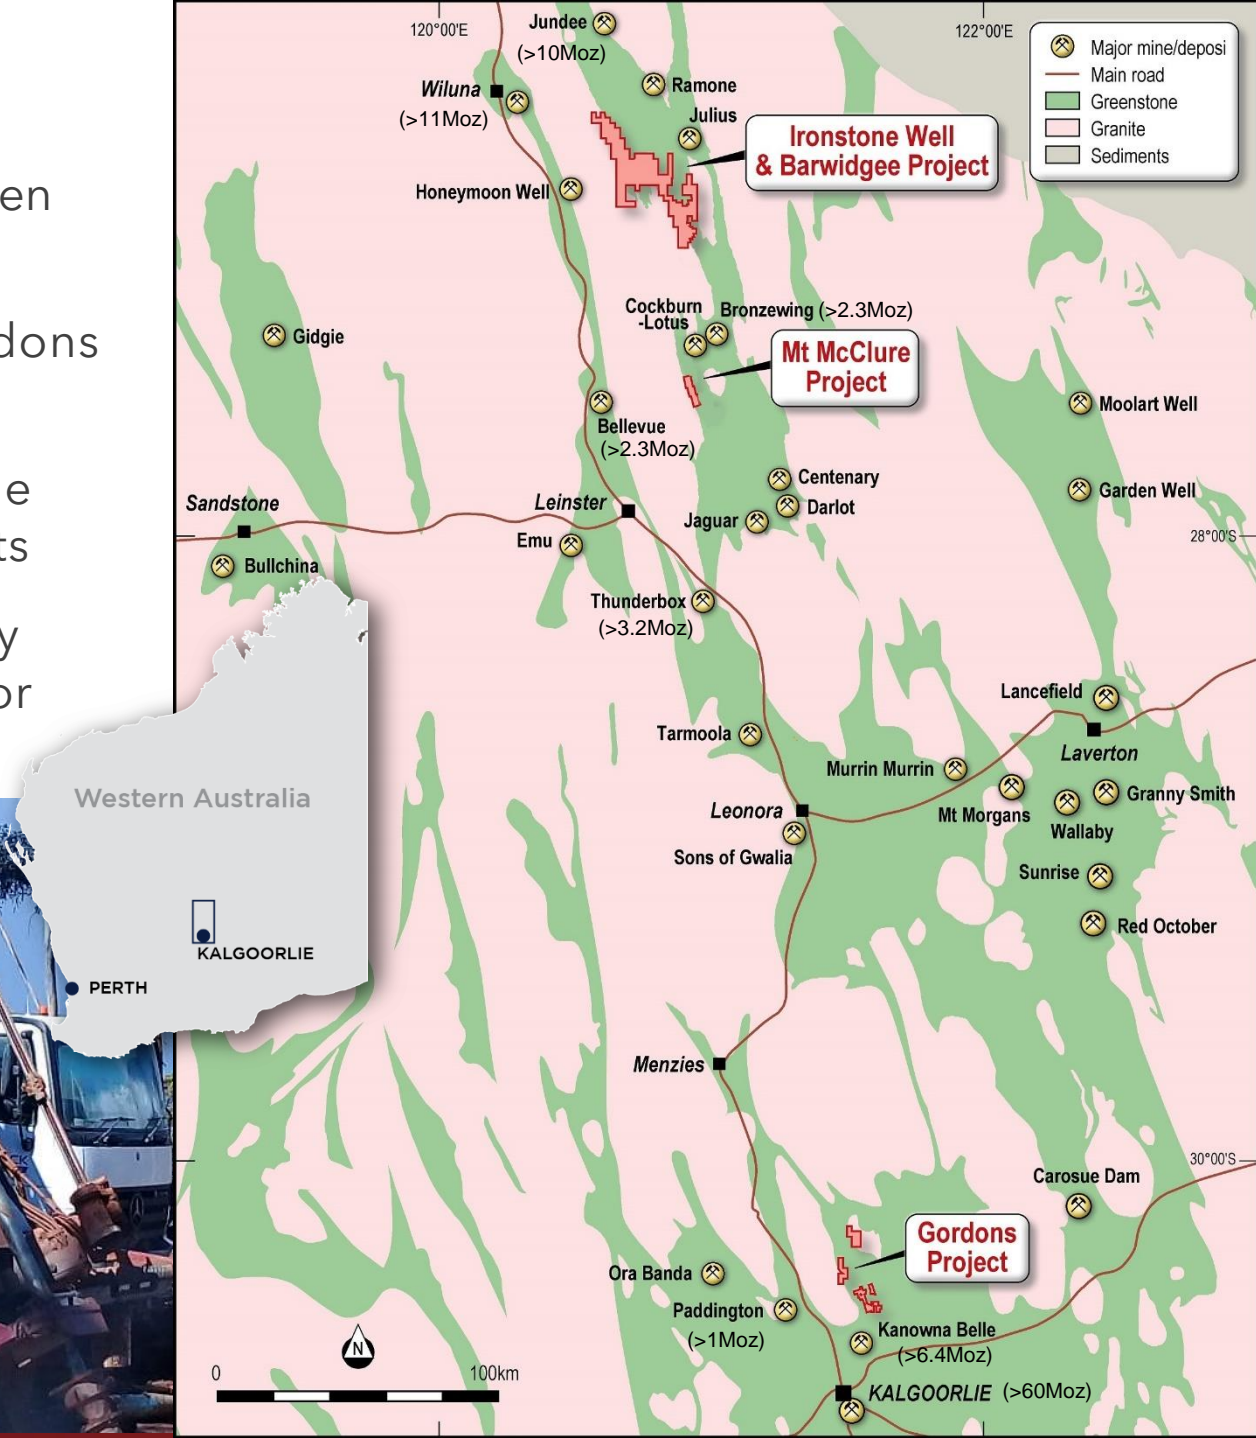 en
dons
e
ts
y
or
120°00'E
122°00'E
Major mine/deposi
Main road
Greenstone
Granite
Sediments
Jundee
(>10Moz)
Ramone
Wiluna
(>11Moz)
Julius
Ironstone Well
& Barwidgee Project
Honeymoon Well
Cockburn
-Lotus
Bronzewing (>2.3Moz)
Gidgie
Mt McClure
Project
Bellevue
(>2.3Moz)
Moolart Well
Centenary
Garden Well
Sandstone
Leinster
Darlot
Jaguar
28°00'S
Emu
Bullchina
Thunderbox
(>3.2Moz)
Lancefield
Tarmoola
Laverton
Murrin Murrin
Granny Smith
Western Australia
Leonora
Mt Morgans
Wallaby
Sons of Gwalia
Sunrise
Red October
KALGOORLIE
PERTH
Menzies
30°00'S
Carosue Dam
Gordons
Project
Ora Banda
Paddington
(>1Moz)
Kanowna Belle
(>6.4Moz)
N
0
100km
KALGOORLIE (>60Moz)